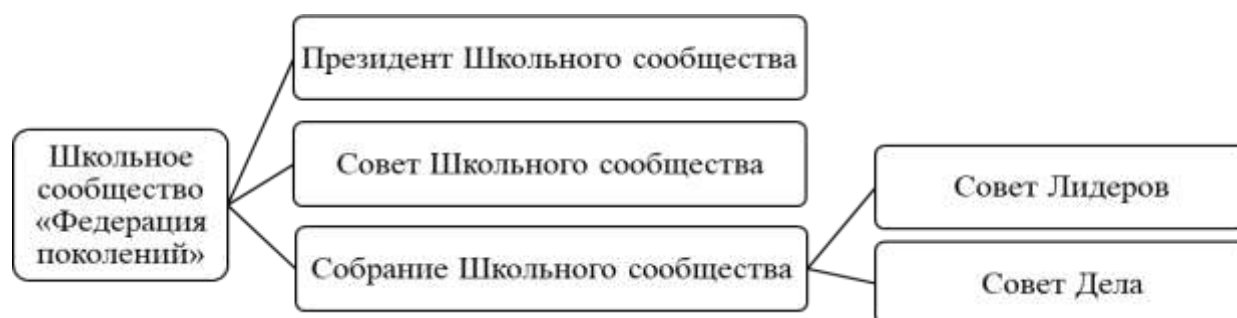 Школьное
сообщество
«Федерация
поколений»
Президент Школьного сообщества
Совет Школьного сообщества
Собрание Школьного сообщества
Совет Лидеров
Совет Дела